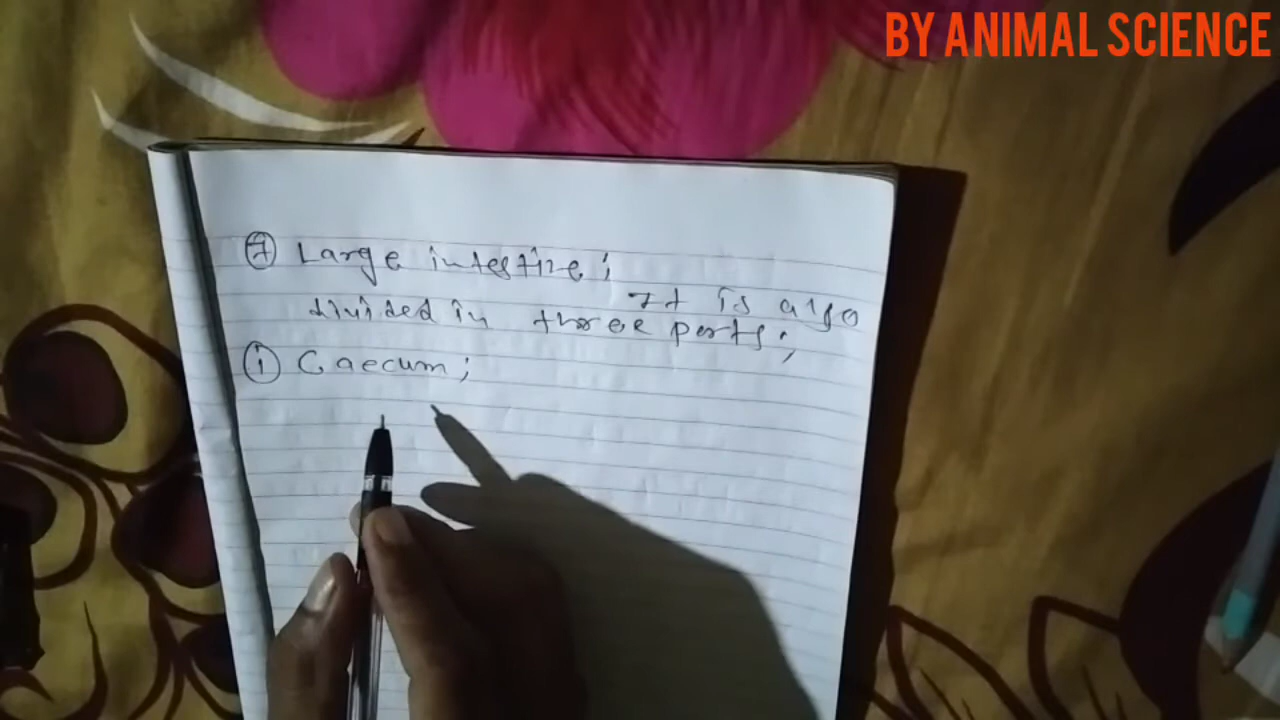 BY ANIMAL SCIENCE
⑦ Large intestine;
It is also
divided in three parts;
① Caecum;